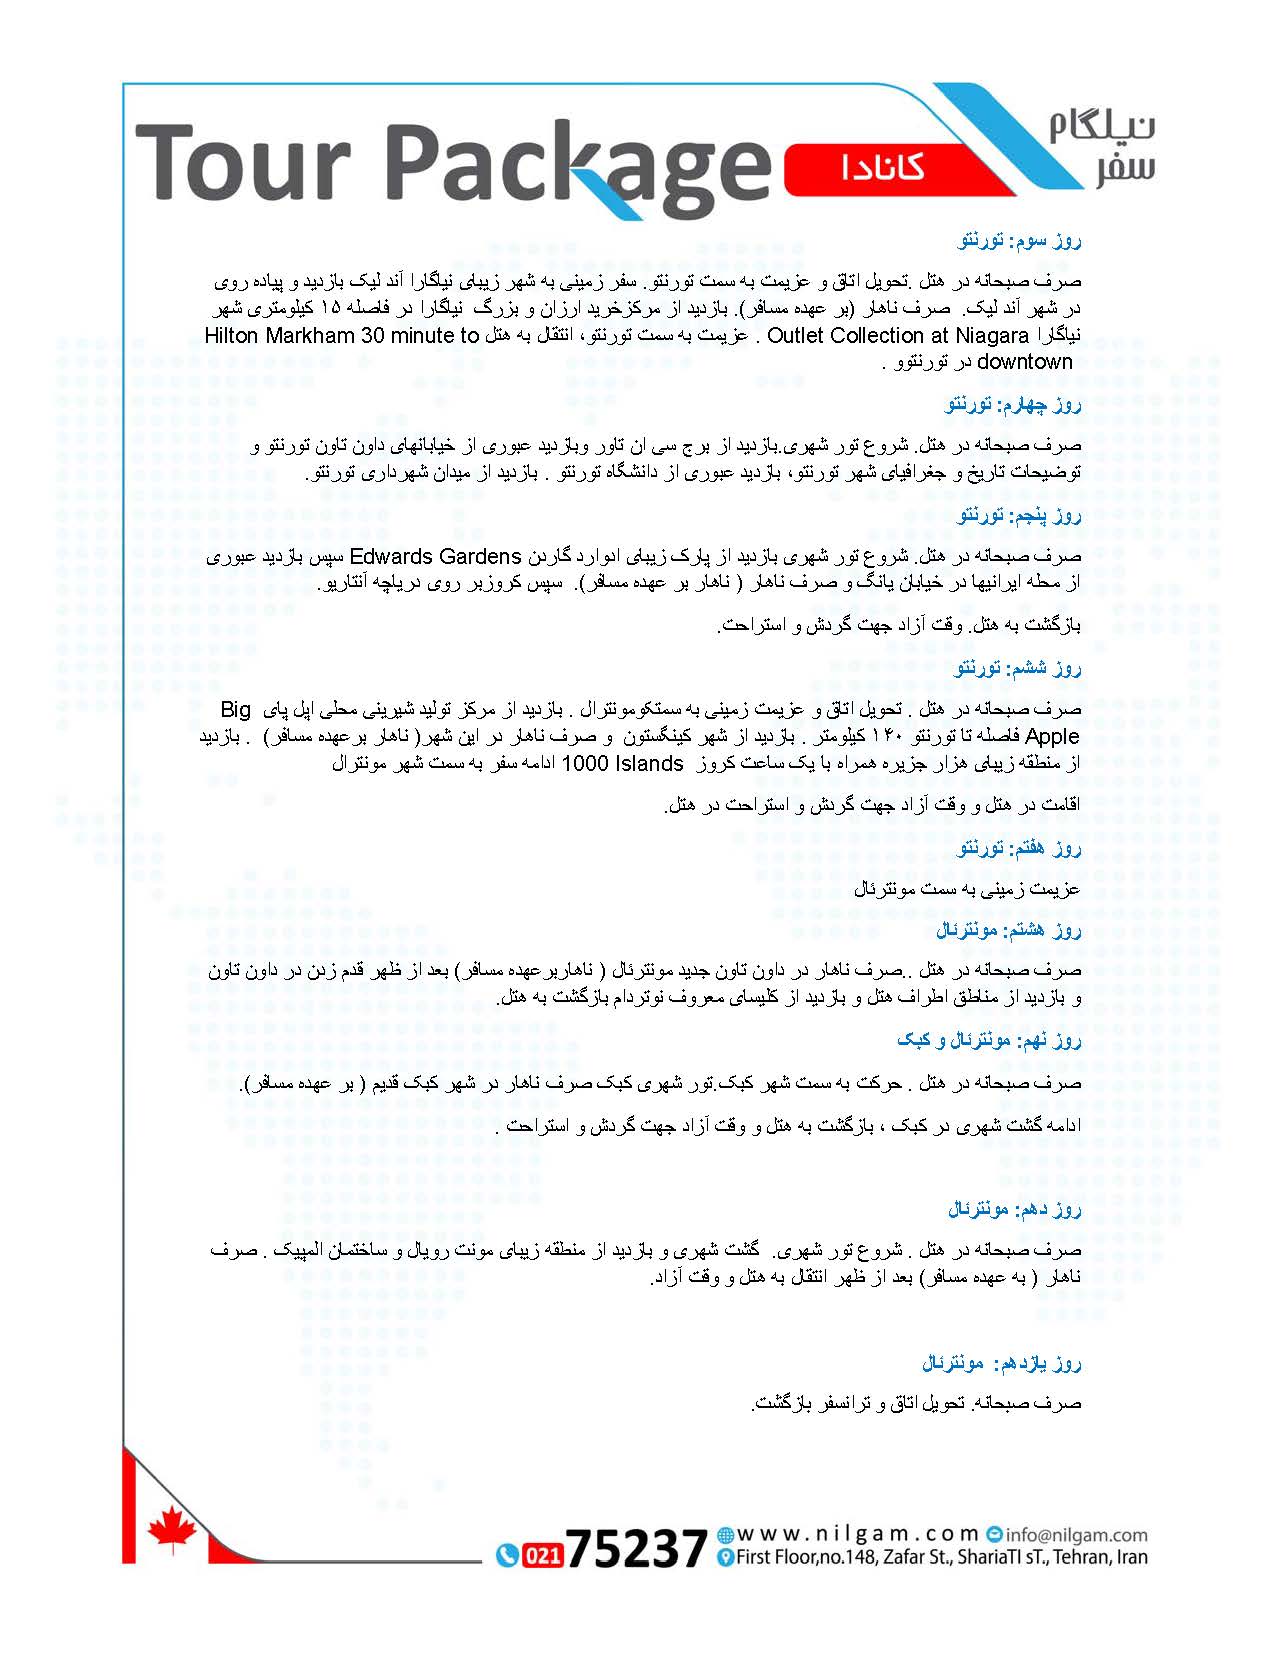 Tour Package
کانادا
نیلگام
سفر
روز سوم: تورنتو
صرف صبحانه در هتل .تحویل اتاق و عزیمت به سمت تورنتو. سفر زمینی به شهر زیبای نیاگارا آند لیک بازدید و پیاده روی
در شهر آند لیک. صرف ناهار (بر عهده مسافر). بازدید از مرکزخرید ارزان و بزرگ نیاگارا در فاصله ۱۵ کیلومتری شهر
نیاگارا Outlet Collection at Niagara . عزیمت به سمت تورنتو، انتقال به هتل Hilton Markham 30 minute to
downtown در تورنتوو .
روز چهارم: تورنتو
صرف صبحانه در هتل. شروع تور شهری.بازدید از برج سی ان تاور وبازدید عبوری از خیابانهای داون تاون تورنتو و
توضیحات تاریخ و جغرافیای شهر تورنتو، بازدید عبوری از دانشگاه تورنتو . بازدید از میدان شهرداری تورنتو.
روز پنجم: تورنتو
صرف صبحانه در هتل. شروع تور شهری بازدید از پارک زیبای ادوارد گاردن Edwards Gardens سپس بازدید عبوری
از محله ایرانیها در خیابان یانگ و صرف ناهار ( ناهار بر عهده مسافر). سپس کروزبر روی دریاچه آنتاریو.
بازگشت به هتل. وقت آزاد جهت گردش و استراحت.
روز ششم: تورنتو
صرف صبحانه در هتل . تحویل اتاق و عزیمت زمینی به سمتکومونترال . بازدید از مرکز تولید شیرینی محلی اپل پای Big
Apple فاصله تا تورنتو ۱۴۰ کیلومتر . بازدید از شهر کینگستون و صرف ناهار در این شهر( ناهار برعهده مسافر) . بازدید
از منطقه زیبای هزار جزیره همراه با یک ساعت کروز 1000 Islands ادامه سفر به سمت شهر مونترال
اقامت در هتل و وقت آزاد جهت گردش و استراحت در هتل.
روز هفتم: تورنتو
عزیمت زمینی به سمت مونترئال
روز هشتم: مونترئال
صرف صبحانه در هتل ..صرف ناهار در داون تاون جدید مونترئال ( ناهاربرعهده مسافر) بعد از ظهر قدم زدن در داون تاون
و بازدید از مناطق اطراف هتل و بازدید از کلیسای معروف نوتردام بازگشت به هتل.
روز نهم: مونترئال و کبک
صرف صبحانه در هتل . حرکت به سمت شهر کبک.تور شهری کبک صرف ناهار در شهر کبک قدیم ( بر عهده مسافر).
ادامه گشت شهری در کبک ، بازگشت به هتل و وقت آزاد جهت گردش و استراحت .
روز دهم: مونترئال
صرف صبحانه در هتل . شروع تور شهری. گشت شهری و بازدید از منطقه زیبای مونت رویال و ساختمان المپیک . صرف
ناهار ( به عهده مسافر) بعد از ظهر انتقال به هتل و وقت آزاد.
روز یازدهم: مونترئال
صرف صبحانه. تحویل اتاق و ترانسفر بازگشت.
021 75237 www.nilgam.com info@nilgam.com
First Floor,no.148, Zafar St., ShariaTI sT., Tehran, Iran